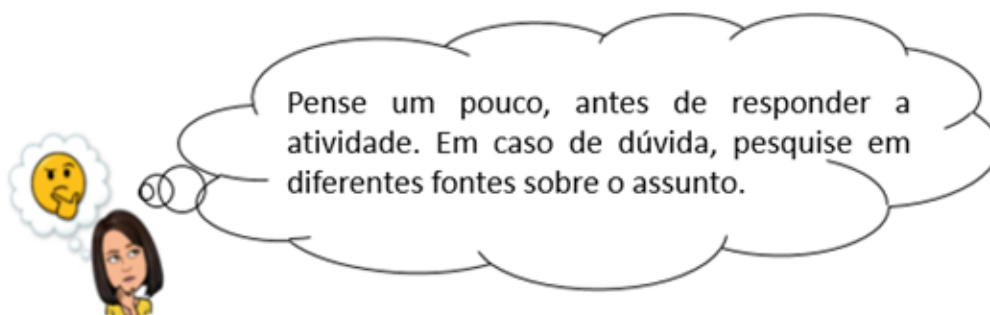 Pense um pouco, antes de responder a
atividade. Em caso de dúvida, pesquise em
diferentes fontes sobre o assunto.